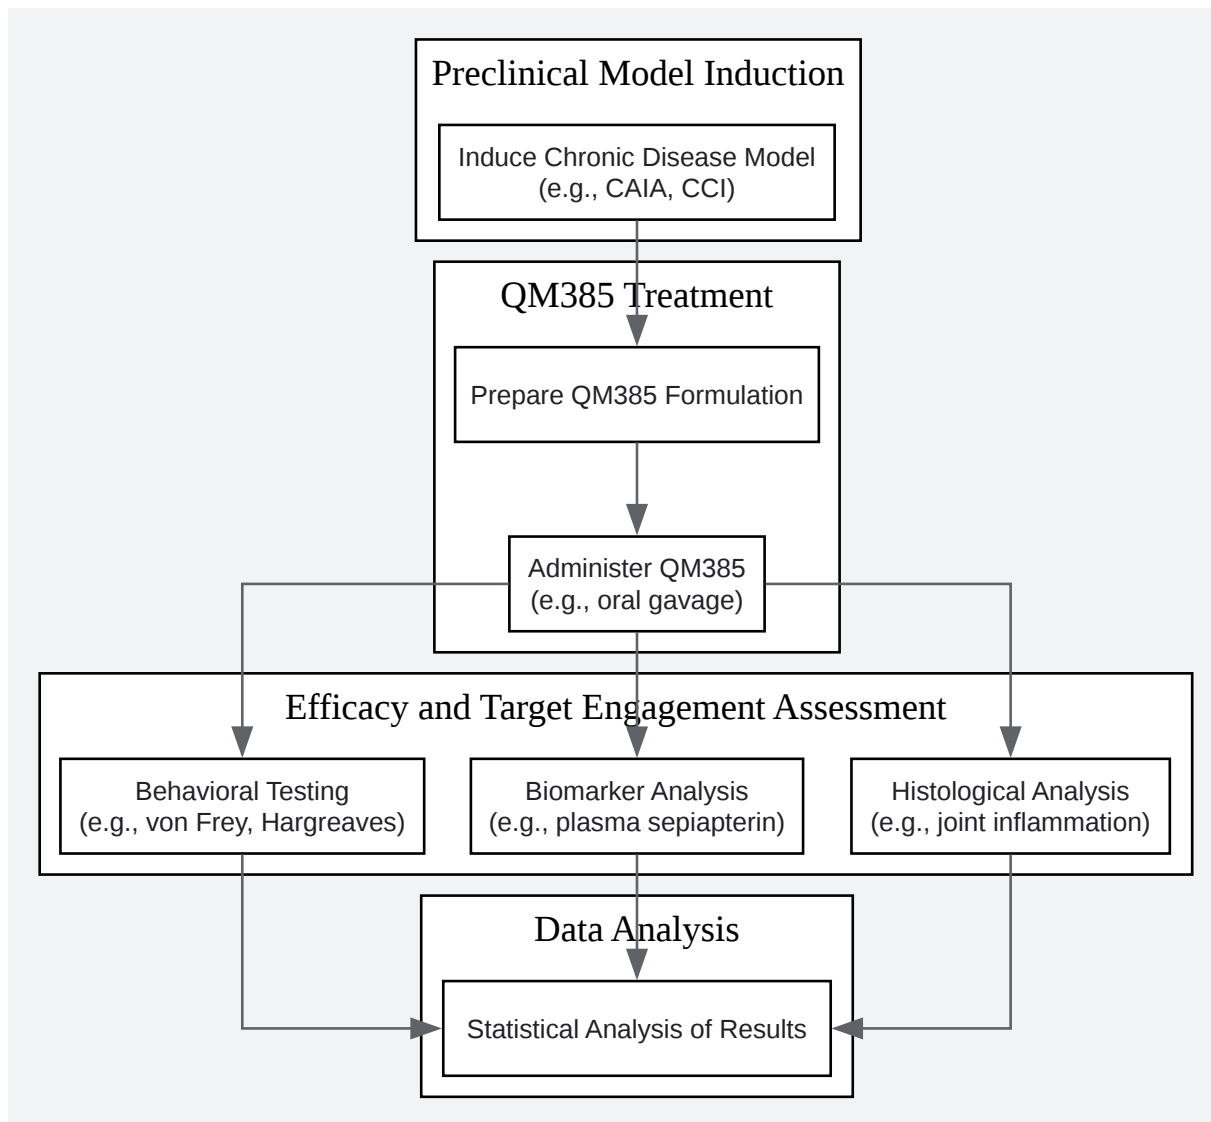 Preclinical Model Induction
Induce Chronic Disease Model
(e.g., CAIA, CCI)
QM385 Treatment
Prepare QM385 Formulation
Administer QM385
(e.g., oral gavage)
Efficacy and Target Engagement Assessment
Behavioral Testing
(e.g., von Frey, Hargreaves)
Biomarker Analysis
(e.g., plasma sepiapterin)
Histological Analysis
(e.g., joint inflammation)
Data Analysis
Statistical Analysis of Results